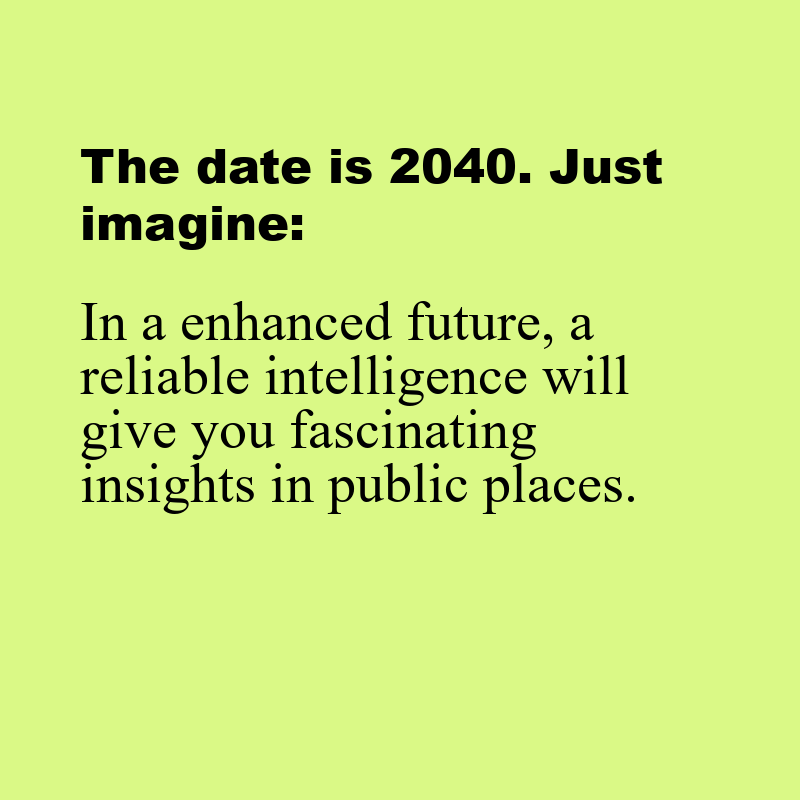 The date is 2040. Just
imagine:
In a enhanced future, a
reliable intelligence will
give you fascinating
insights in public places.